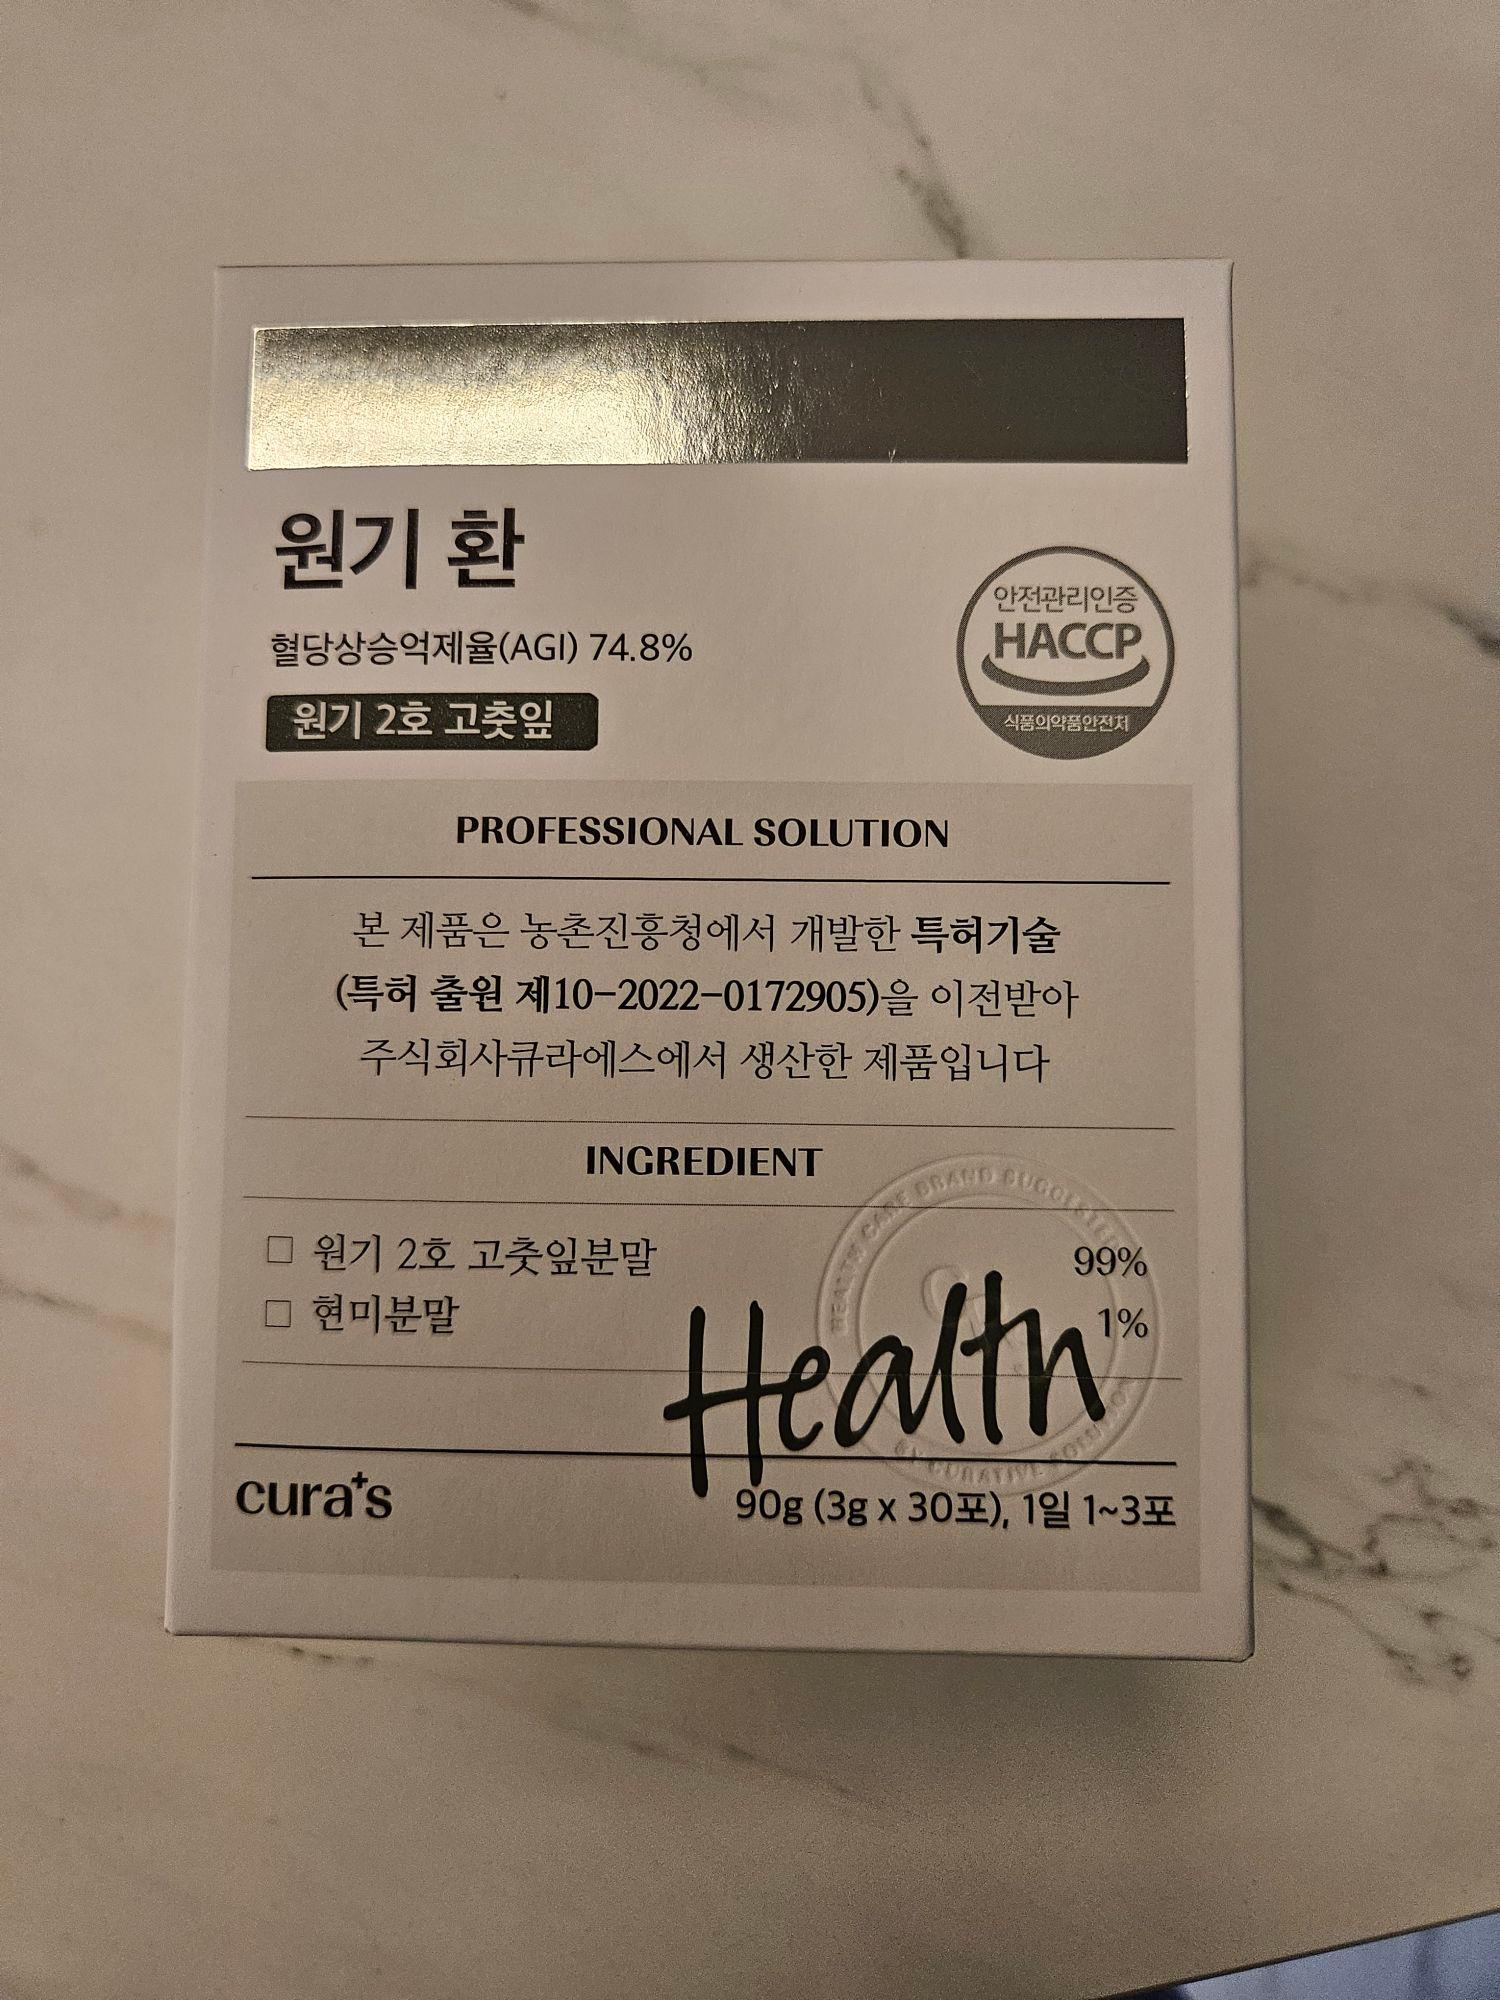 원기 환
혈당상승억제율(AGI) 74.8%
원기 2호 고춧잎
안전관리인증
HACCP
식품의약품안전처
PROFESSIONAL SOLUTION
본 제품은 농촌진흥청에서 개발한 특허기술
(특허 출원 제10-2022-0172905)을 이전받아
주식회사큐라에스에서 생산한 제품입니다
INGREDIENT
□ 원기 2호 고춧잎분말 99%
□ 현미분말 1%
HEALTH CARE BRAND SUGGESTED
BY CURATIVE
Health
cura+s
90g (3g x 30포), 1일 1~3포